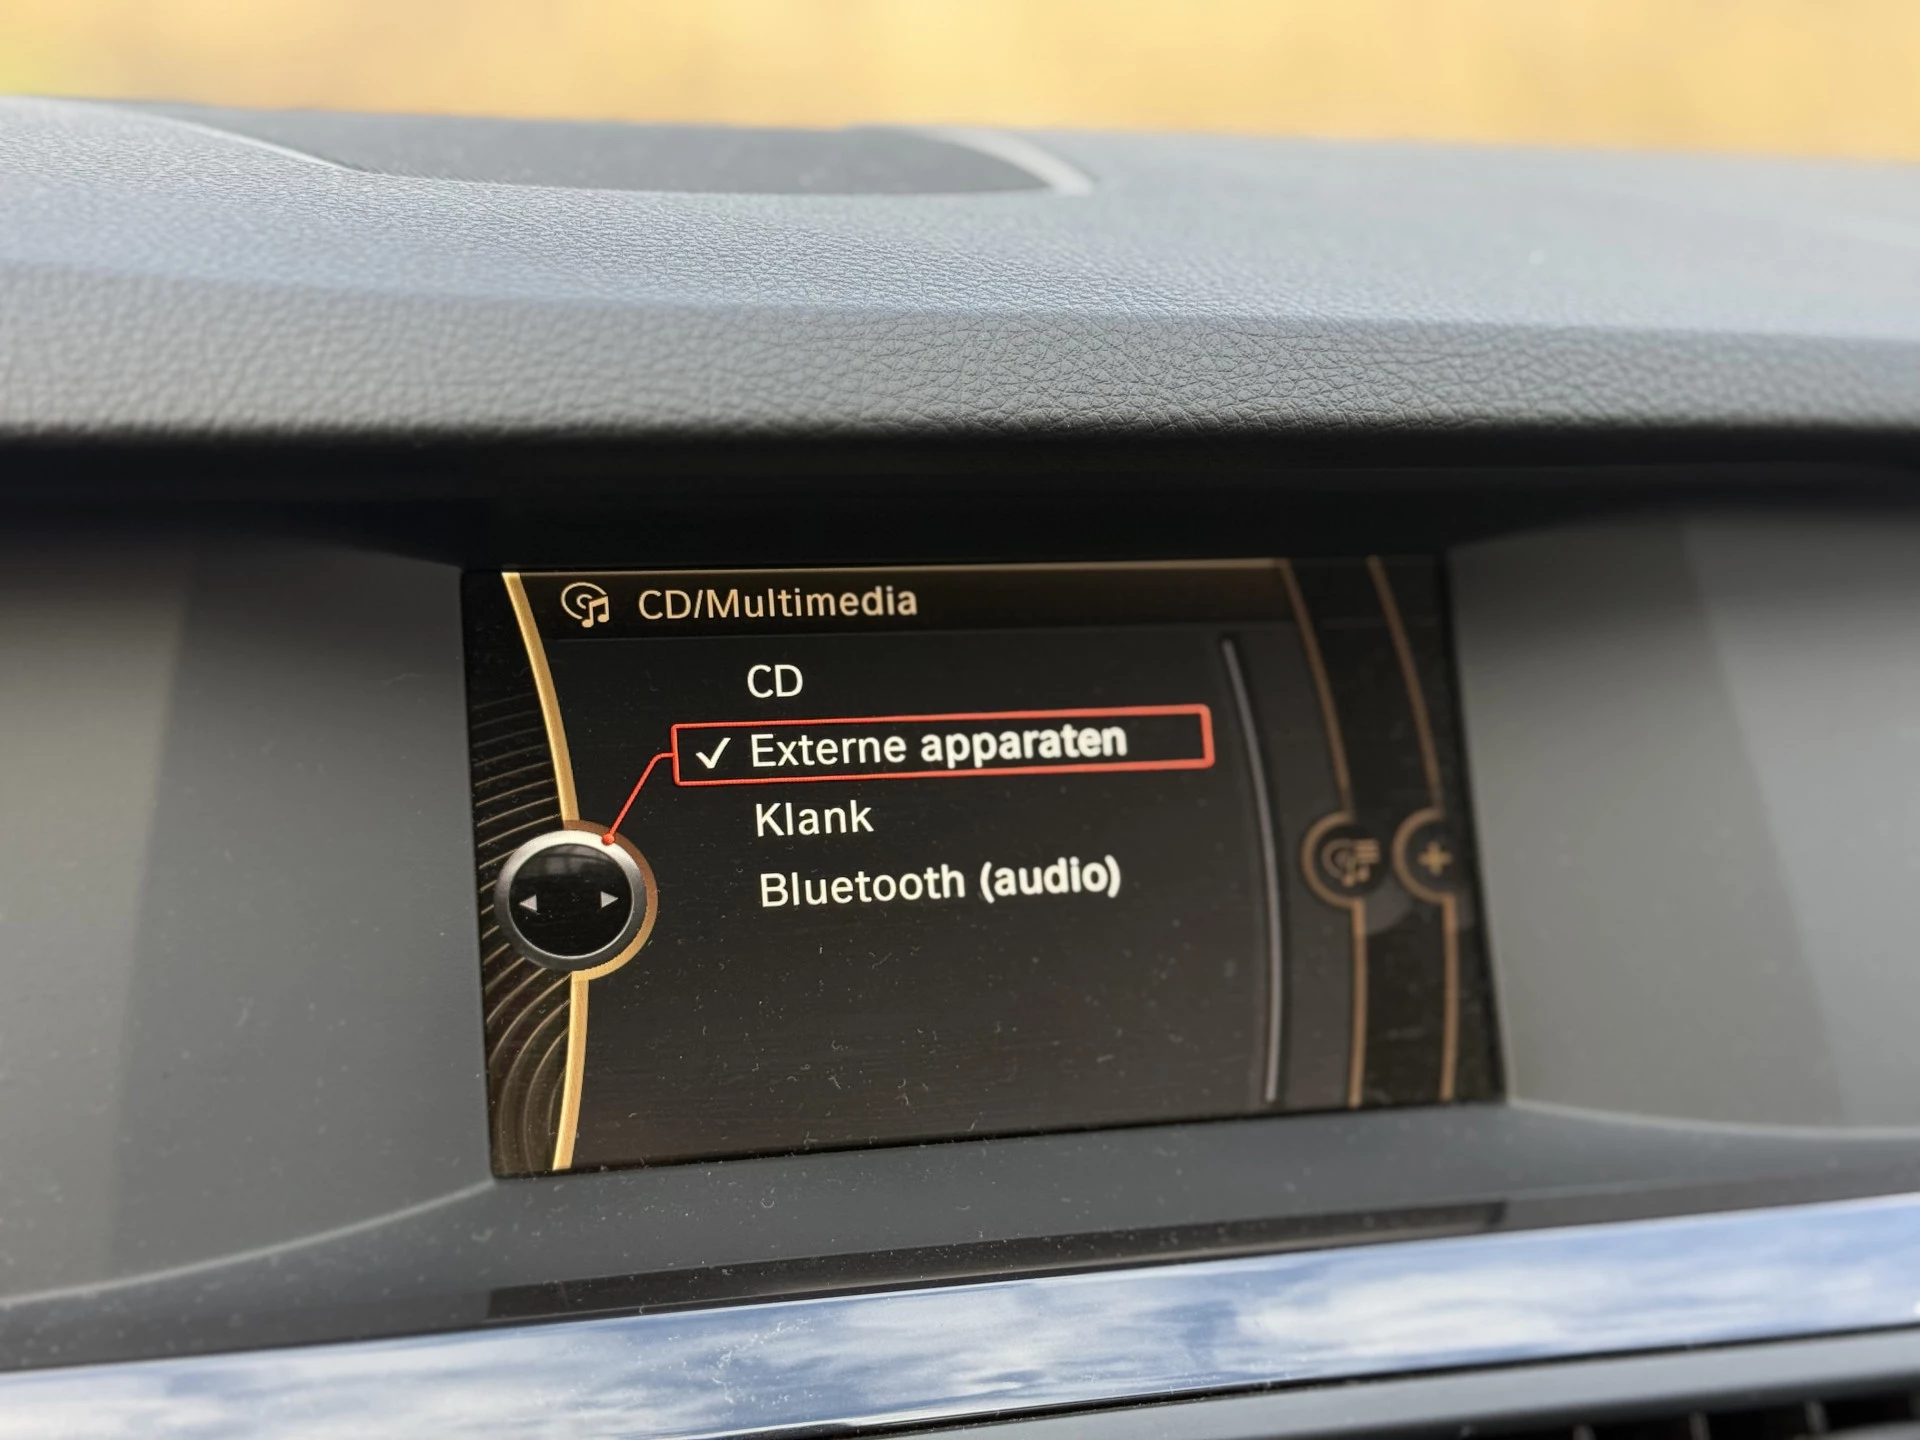 CD/Multimedia
CD
✓ Externe apparaten
Klank
Bluetooth (audio)